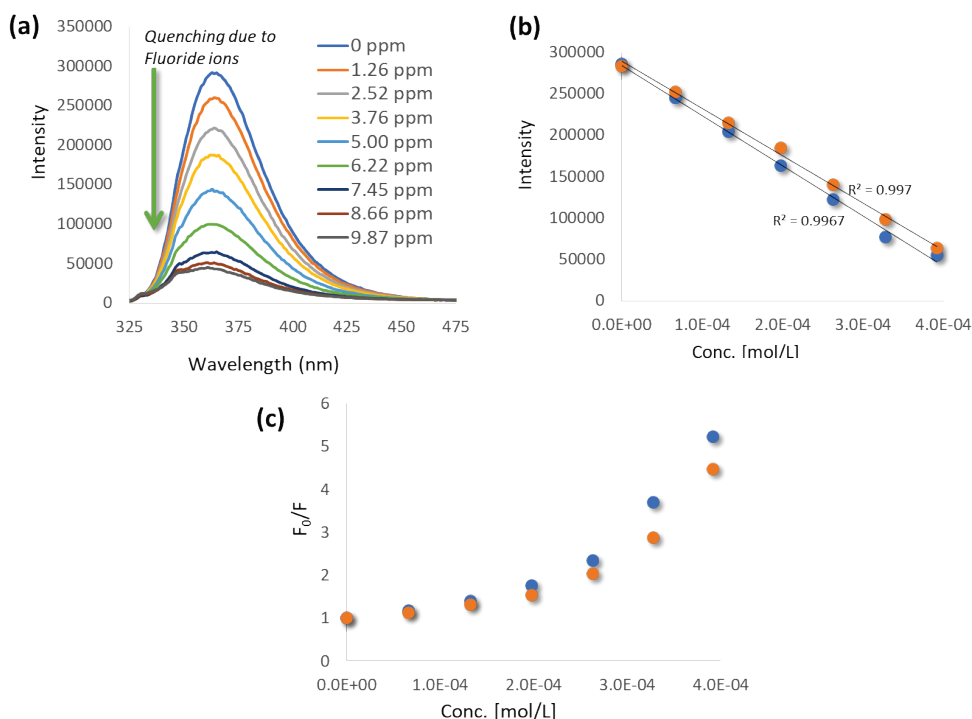 (a)
Quenching due to
Fluoride ions
350000
300000
250000
200000
150000
100000
50000
0
Intensity
325 350 375 400 425 450 475
Wavelength (nm)
0 ppm
1.26 ppm
2.52 ppm
3.76 ppm
5.00 ppm
6.22 ppm
7.45 ppm
8.66 ppm
9.87 ppm
(b)
300000
250000
200000
150000
100000
50000
0
Intensity
R² = 0.997
R² = 0.9967
0.0E+00 1.0E-04 2.0E-04 3.0E-04 4.0E-04
Conc. [mol/L]
(c)
6
5
4
3
2
1
0
F₀/F
0.0E+00 1.0E-04 2.0E-04 3.0E-04 4.0E-04
Conc. [mol/L]